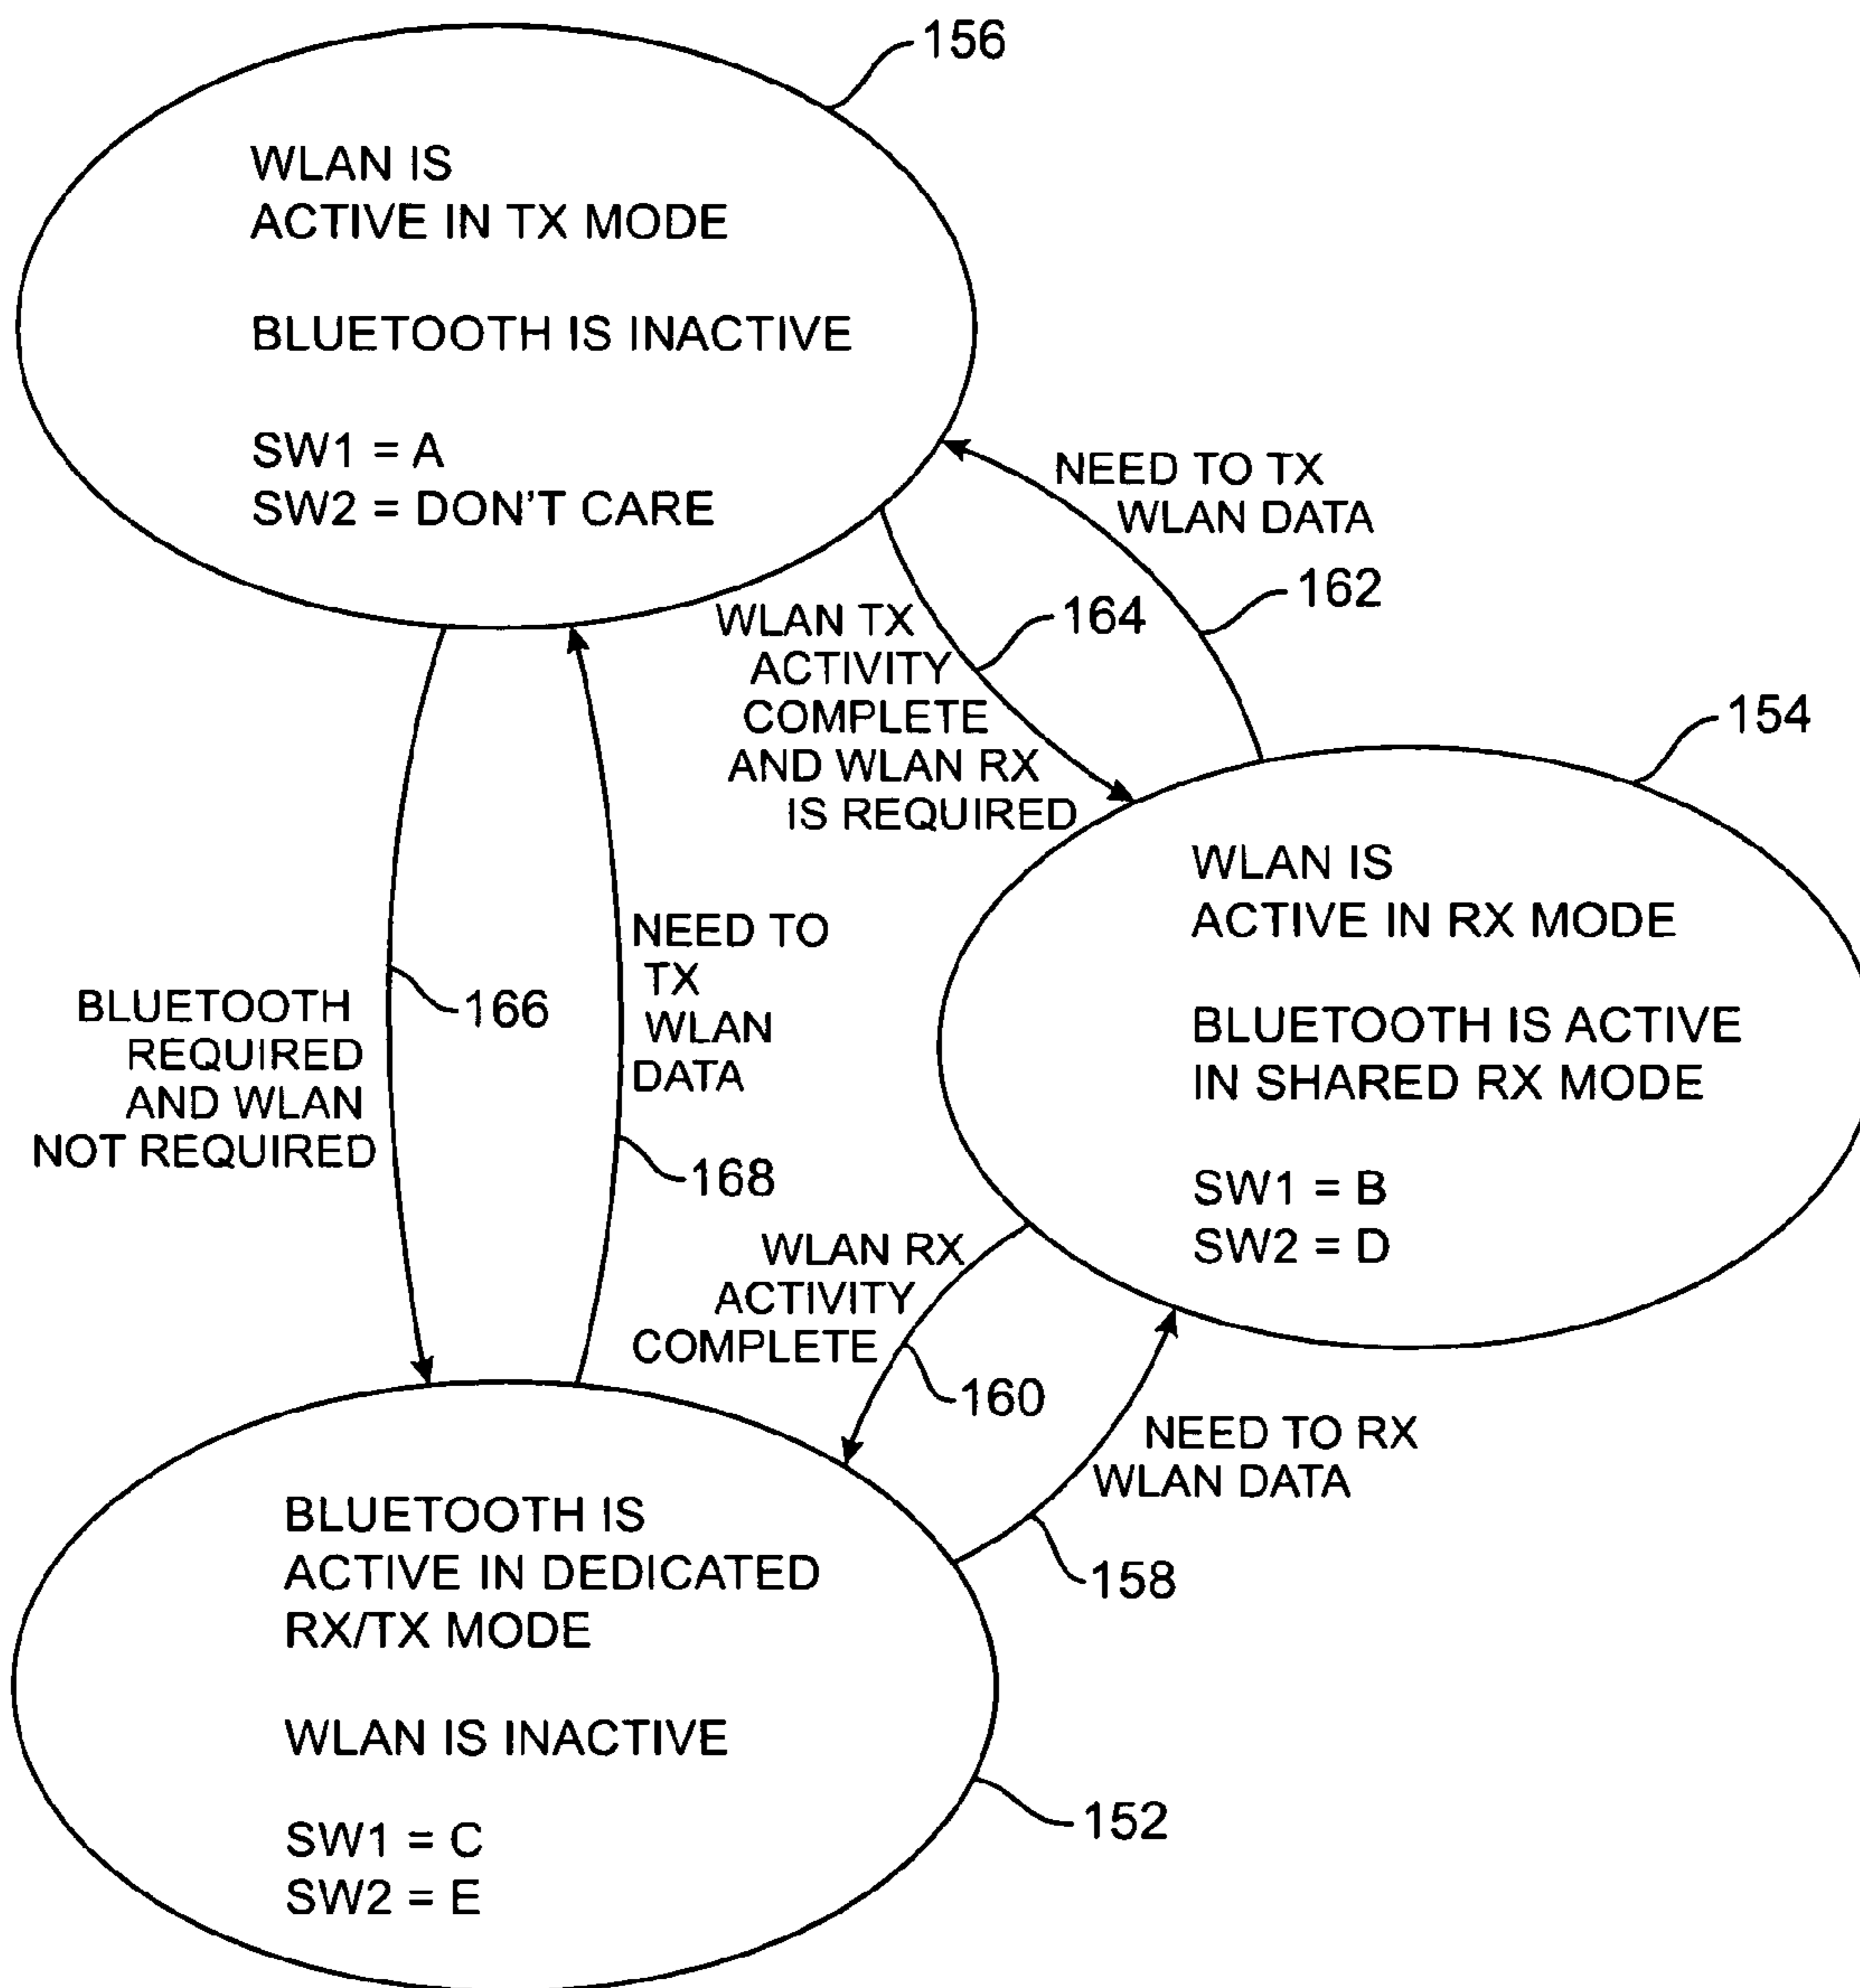 156
WLAN IS
ACTIVE IN TX MODE
BLUETOOTH IS INACTIVE
SW1 = A
SW2 = DON'T CARE
NEED TO TX
WLAN DATA
162
164
WLAN TX
ACTIVITY
COMPLETE
AND WLAN RX
IS REQUIRED
154
WLAN IS
ACTIVE IN RX MODE
BLUETOOTH IS ACTIVE
IN SHARED RX MODE
SW1 = B
SW2 = D
BLUETOOTH
REQUIRED
AND WLAN
NOT REQUIRED
166
NEED TO
TX
WLAN
DATA
168
WLAN RX
ACTIVITY
COMPLETE
160
NEED TO RX
WLAN DATA
158
BLUETOOTH IS
ACTIVE IN DEDICATED
RX/TX MODE
WLAN IS INACTIVE
SW1 = C
SW2 = E
152